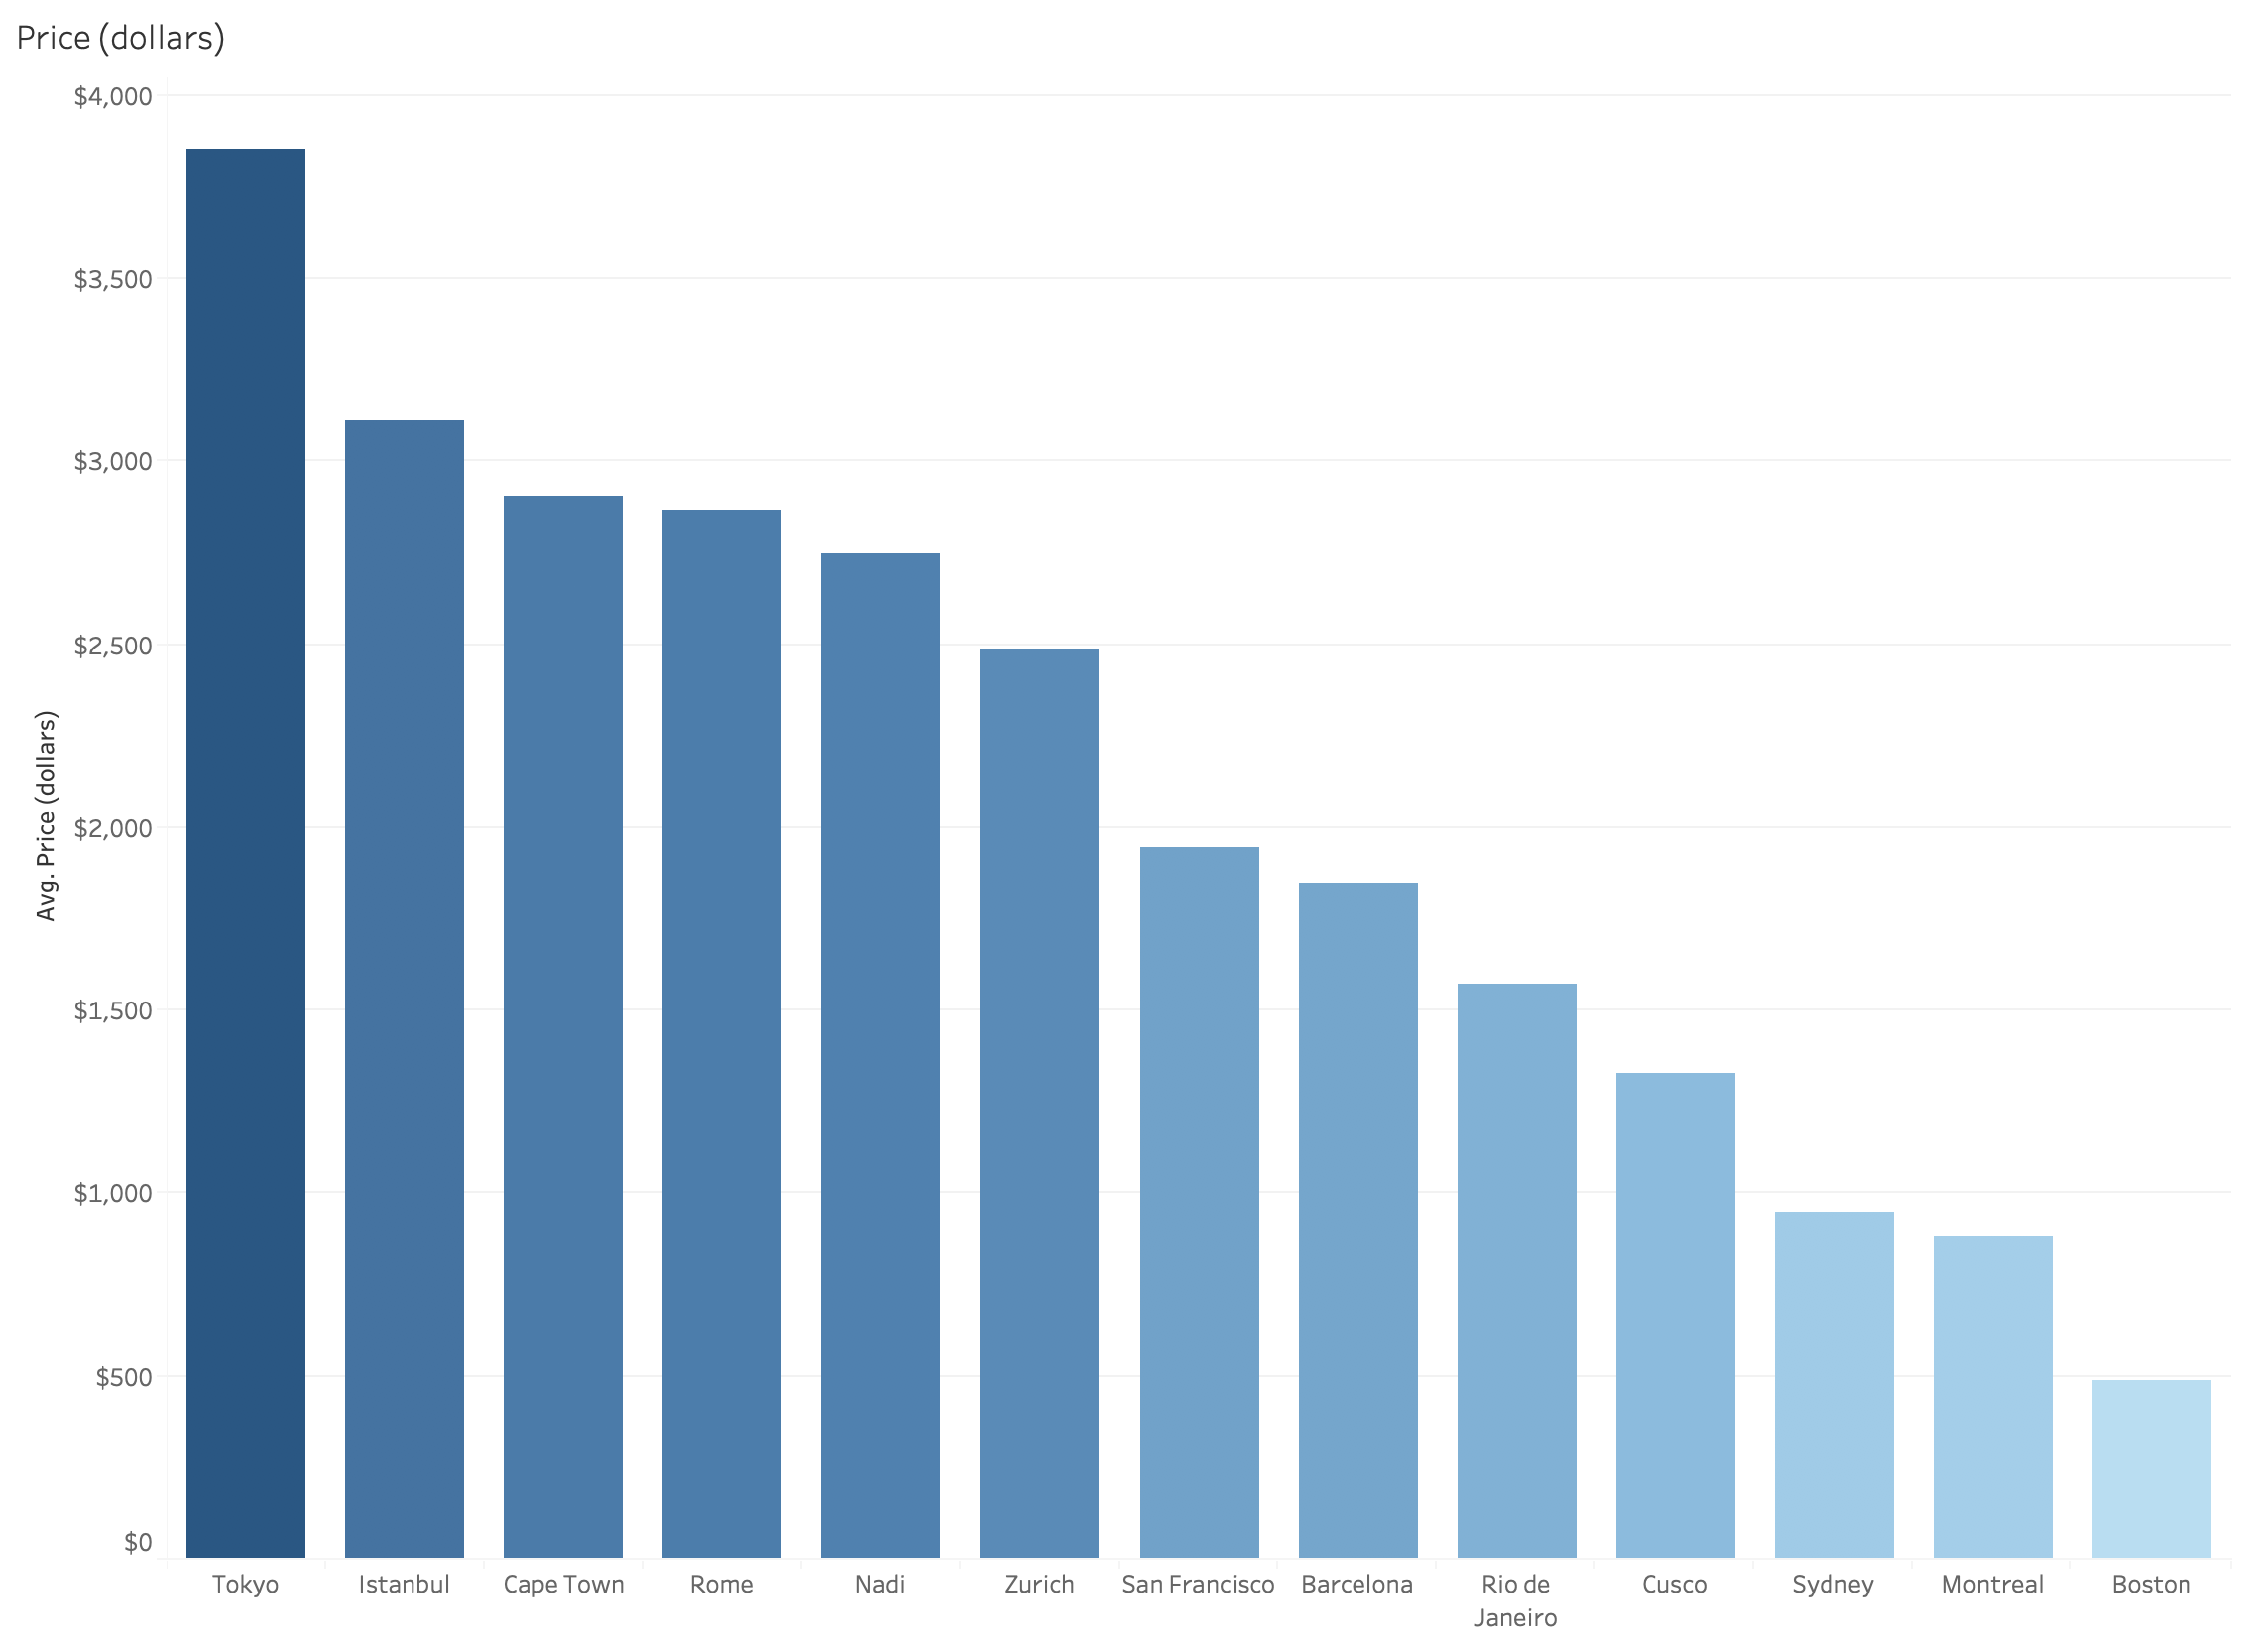 Price (dollars)
$4,000
$3,500
$3,000
$2,500
$2,000
$1,500
$1,000
$500
$0
Avg. Price (dollars)
Tokyo
Istanbul
Cape Town
Rome
Nadi
Zurich
San Francisco
Barcelona
Rio de
Janeiro
Cusco
Sydney
Montreal
Boston